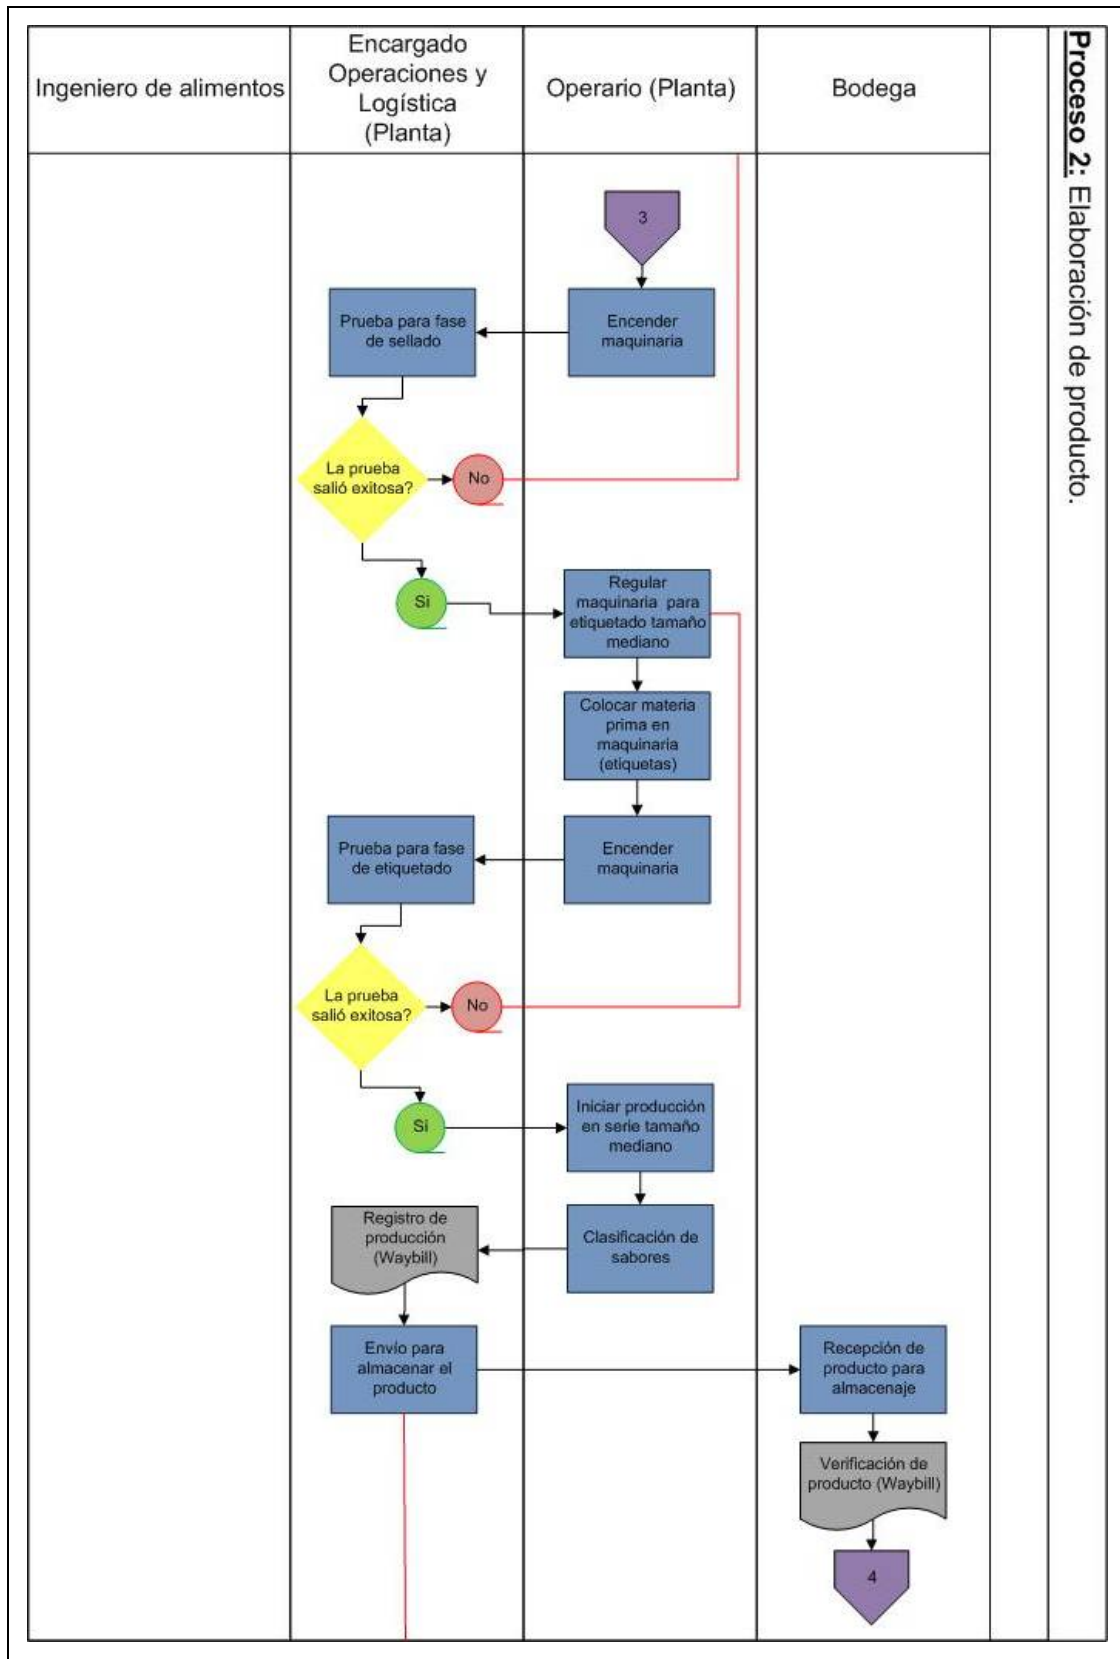 Proceso 2: Elaboración de producto.
Ingeniero de alimentos
Encargado
Operaciones y
Logística
(Planta)
Operario (Planta)
Bodega
3
Prueba para fase
de sellado
Encender
maquinaria
La prueba
salió exitosa?
No
Si
Regular
maquinaria para
etiquetado tamaño
mediano
Colocar materia
prima en
maquinaria
(etiquetas)
Prueba para fase
de etiquetado
Encender
maquinaria
La prueba
salió exitosa?
No
Si
Iniciar producción
en serie tamaño
mediano
Registro de
producción
(Waybill)
Clasificación de
sabores
Envío para
almacenar el
producto
Recepción de
producto para
almacenaje
Verificación de
producto (Waybill)
4